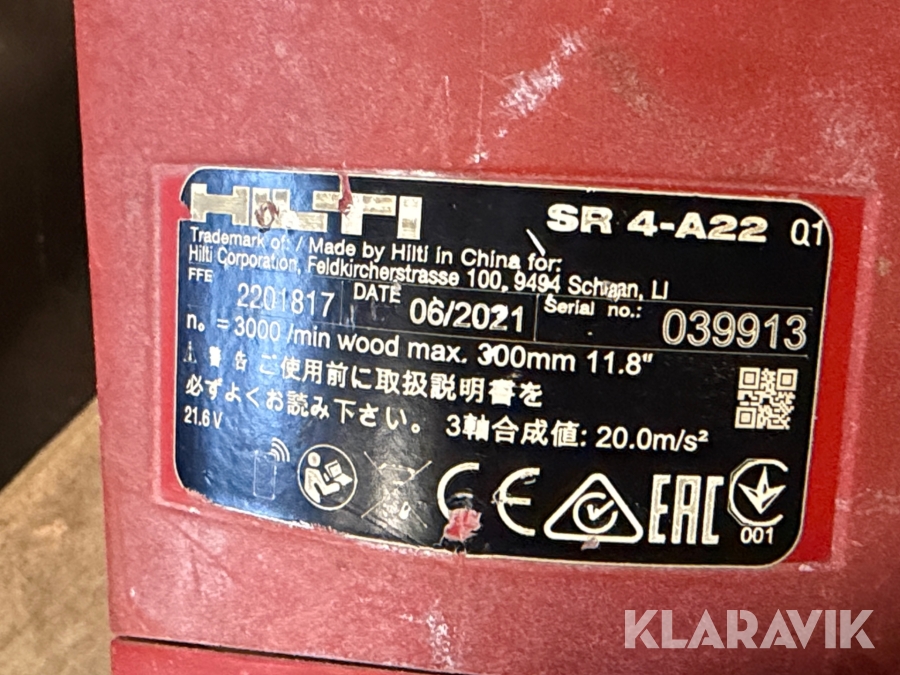 HILTI
SR 4-A22 01
Trademark of: / Made by Hilti in China for:
Hilti Corporation, Feldkircherstrasse 100, 9494 Schaan, LI
FFE 2201817 DATE 06/2021 Serial no.: 039913
n₀ = 3000 /min wood max. 300mm 11.8"
警告 ご使用前に取扱説明書を
必ずよくお読み下さい。 3軸合成値: 20.0m/s²
21.6 V
CE EAC 001
KLARAVIK